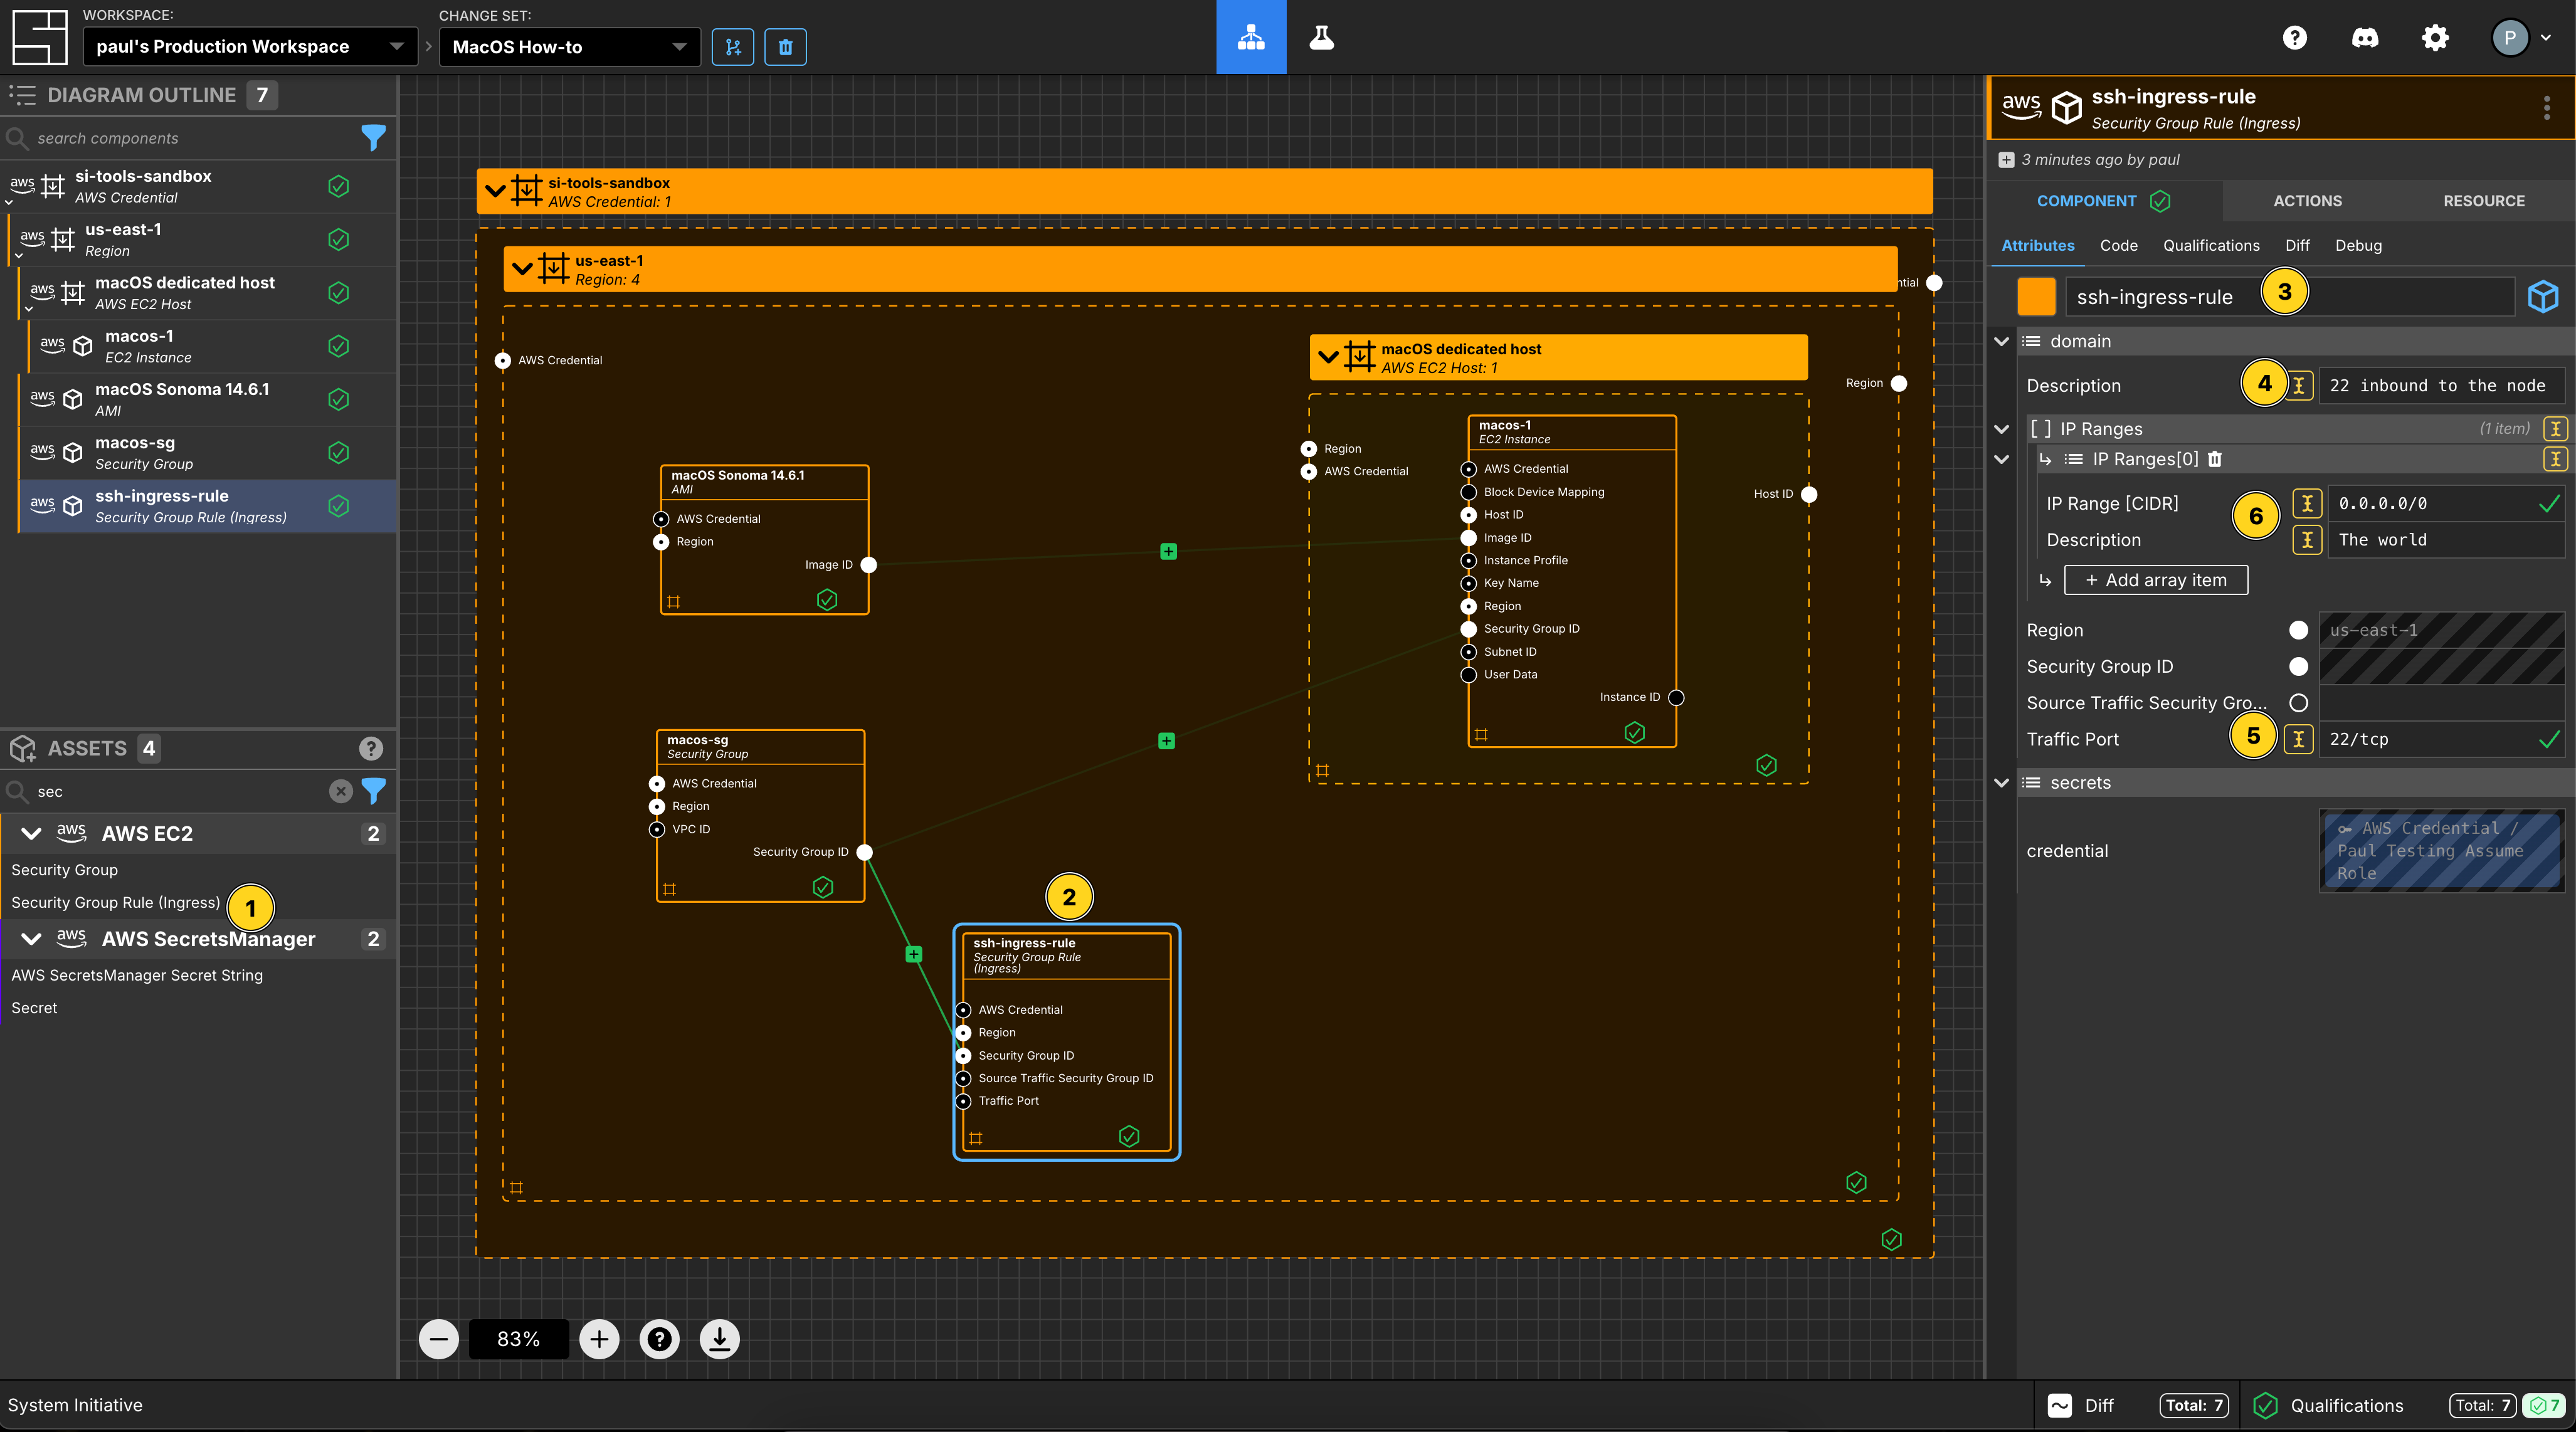 WORKSPACE:
paul's Production Workspace
CHANGE SET:
MacOS How-to
P
DIAGRAM OUTLINE 7
search components
aws si-tools-sandbox
AWS Credential
aws us-east-1
Region
aws macOS dedicated host
AWS EC2 Host
aws macos-1
EC2 Instance
aws macOS Sonoma 14.6.1
AMI
aws macos-sg
Security Group
aws ssh-ingress-rule
Security Group Rule (Ingress)
ASSETS 4
sec
aws AWS EC2 2
Security Group
Security Group Rule (Ingress) 1
aws AWS SecretsManager 2
AWS SecretsManager Secret String
Secret
si-tools-sandbox
AWS Credential: 1
us-east-1
Region: 4
ntial
AWS Credential
Region
macOS dedicated host
AWS EC2 Host: 1
Region
AWS Credential
Host ID
macos-1
EC2 Instance
AWS Credential
Block Device Mapping
Host ID
Image ID
Instance Profile
Key Name
Region
Security Group ID
Subnet ID
User Data
Instance ID
macOS Sonoma 14.6.1
AMI
AWS Credential
Region
Image ID
macos-sg
Security Group
AWS Credential
Region
VPC ID
Security Group ID
2
ssh-ingress-rule
Security Group Rule
(Ingress)
AWS Credential
Region
Security Group ID
Source Traffic Security Group ID
Traffic Port
83%
aws ssh-ingress-rule
Security Group Rule (Ingress)
3 minutes ago by paul
COMPONENT ACTIONS RESOURCE
Attributes Code Qualifications Diff Debug
ssh-ingress-rule 3
domain
Description 4 22 inbound to the node
[ ] IP Ranges (1 item)
IP Ranges[0]
IP Range [CIDR] 0.0.0.0/0
6
Description The world
+ Add array item
Region us-east-1
Security Group ID
Source Traffic Security Gro...
Traffic Port 5 22/tcp
secrets
credential
AWS Credential /
Paul Testing Assume
Role
System Initiative
Diff Total: 7
Qualifications Total: 7 7